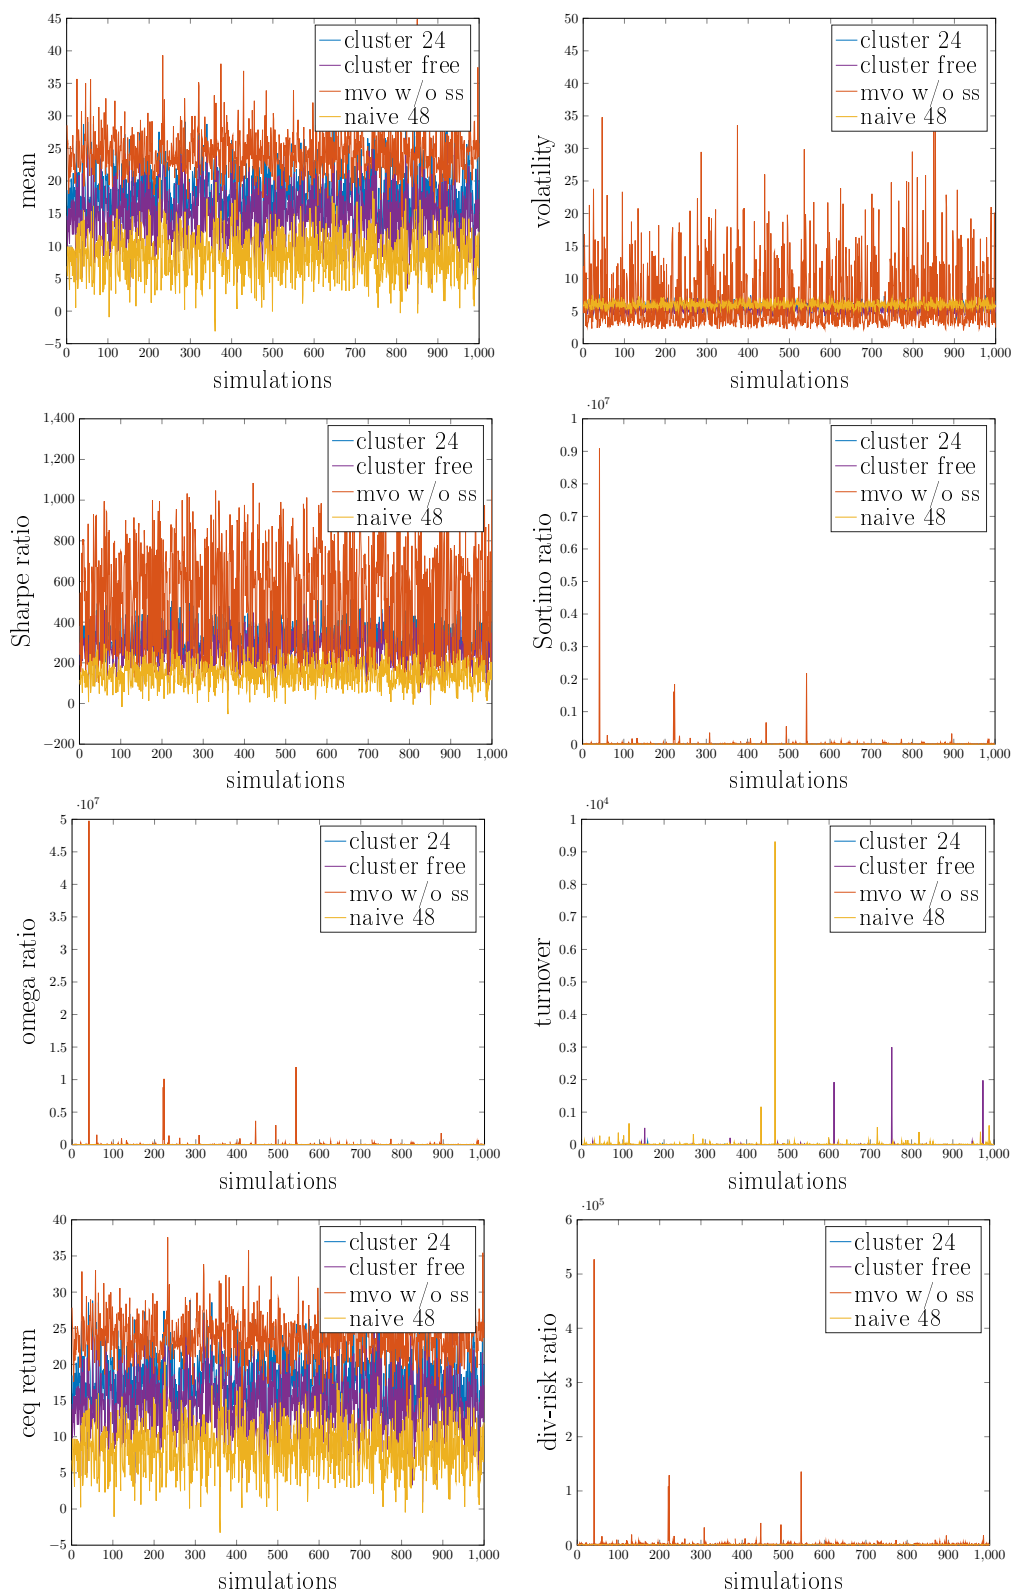 45
40
35
30
25
20
15
10
5
0
−5
mean
0 100 200 300 400 500 600 700 800 900 1,000
simulations
cluster 24
cluster free
mvo w/o ss
naive 48
50
45
40
35
30
25
20
15
10
5
0
volatility
0 100 200 300 400 500 600 700 800 900 1,000
simulations
cluster 24
cluster free
mvo w/o ss
naive 48
1,400
1,200
1,000
800
600
400
200
0
−200
Sharpe ratio
0 100 200 300 400 500 600 700 800 900 1,000
simulations
cluster 24
cluster free
mvo w/o ss
naive 48
·10⁷
1
0.9
0.8
0.7
0.6
0.5
0.4
0.3
0.2
0.1
0
Sortino ratio
0 100 200 300 400 500 600 700 800 900 1,000
simulations
cluster 24
cluster free
mvo w/o ss
naive 48
·10⁷
5
4.5
4
3.5
3
2.5
2
1.5
1
0.5
0
omega ratio
0 100 200 300 400 500 600 700 800 900 1,000
simulations
cluster 24
cluster free
mvo w/o ss
naive 48
·10⁴
1
0.9
0.8
0.7
0.6
0.5
0.4
0.3
0.2
0.1
0
turnover
0 100 200 300 400 500 600 700 800 900 1,000
simulations
cluster 24
cluster free
mvo w/o ss
naive 48
40
35
30
25
20
15
10
5
0
−5
ceq return
0 100 200 300 400 500 600 700 800 900 1,000
simulations
cluster 24
cluster free
mvo w/o ss
naive 48
·10⁵
6
5
4
3
2
1
0
div-risk ratio
0 100 200 300 400 500 600 700 800 900 1,000
simulations
cluster 24
cluster free
mvo w/o ss
naive 48